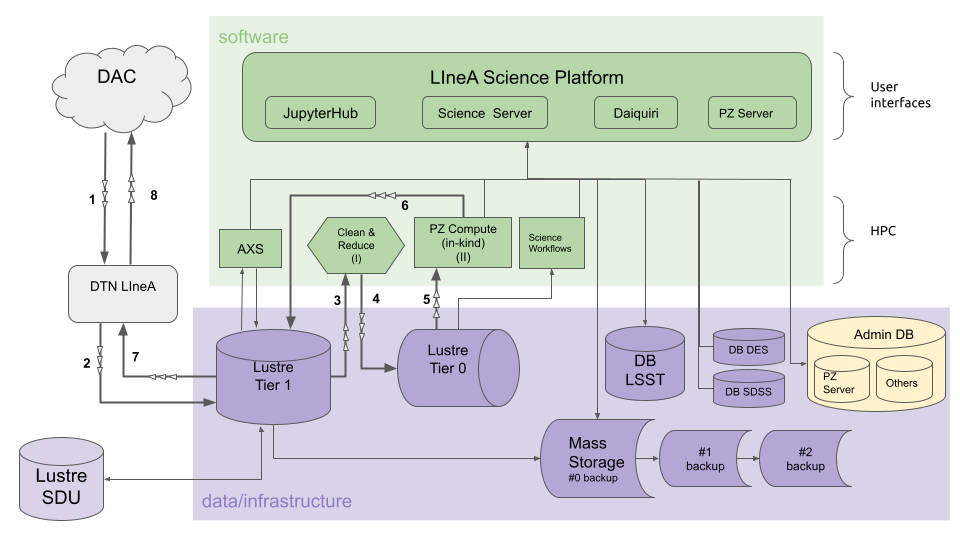 software
DAC
LIneA Science Platform
JupyterHub
Science Server
Daiquiri
PZ Server
User
interfaces
1
8
6
HPC
AXS
Clean &
Reduce
(I)
PZ Compute
(in-kind)
(II)
Science
Workflows
DTN LIneA
3
4
5
2
7
Lustre
Tier 1
Lustre
Tier 0
DB
LSST
DB DES
DB SDSS
Admin DB
PZ
Server
Others
Lustre
SDU
Mass
Storage
#0 backup
#1
backup
#2
backup
data/infrastructure